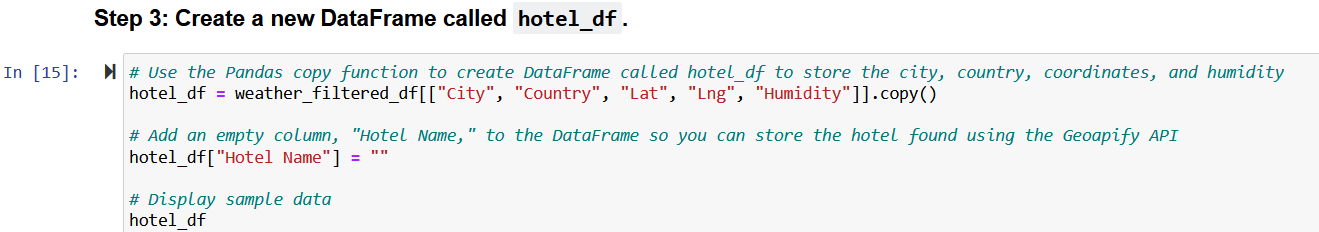 Step 3: Create a new DataFrame called hotel_df.
In [15]:
# Use the Pandas copy function to create DataFrame called hotel_df to store the city, country, coordinates, and humidity
hotel_df = weather_filtered_df[["City", "Country", "Lat", "Lng", "Humidity"]].copy()
# Add an empty column, "Hotel Name," to the DataFrame so you can store the hotel found using the Geoapify API
hotel_df["Hotel Name"] = ""
# Display sample data
hotel_df